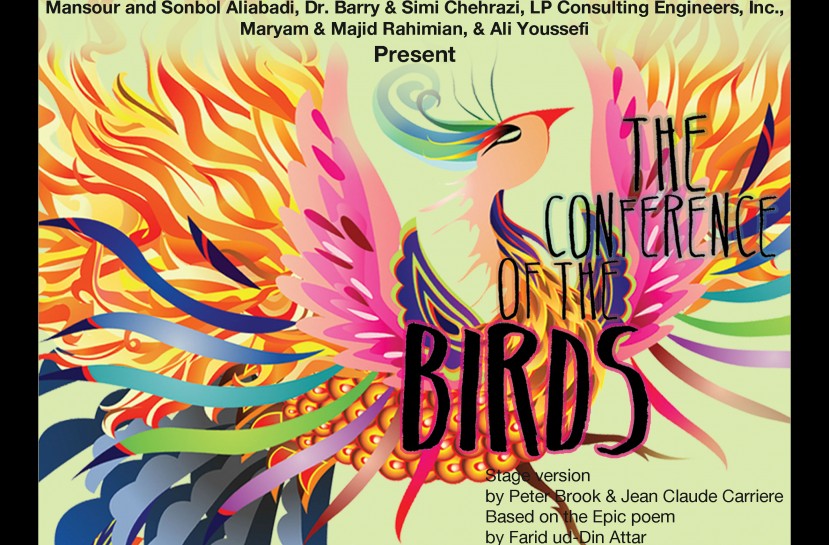 Mansour and Sonbol Aliabadi, Dr. Barry & Simi Chehrazi, LP Consulting Engineers, Inc.,
Maryam & Majid Rahimian, & Ali Youssefi
Present
THE
CONFERENCE
OF THE
BIRDS
Stage version
by Peter Brook & Jean Claude Carriere
Based on the Epic poem
by Farid ud-Din Attar